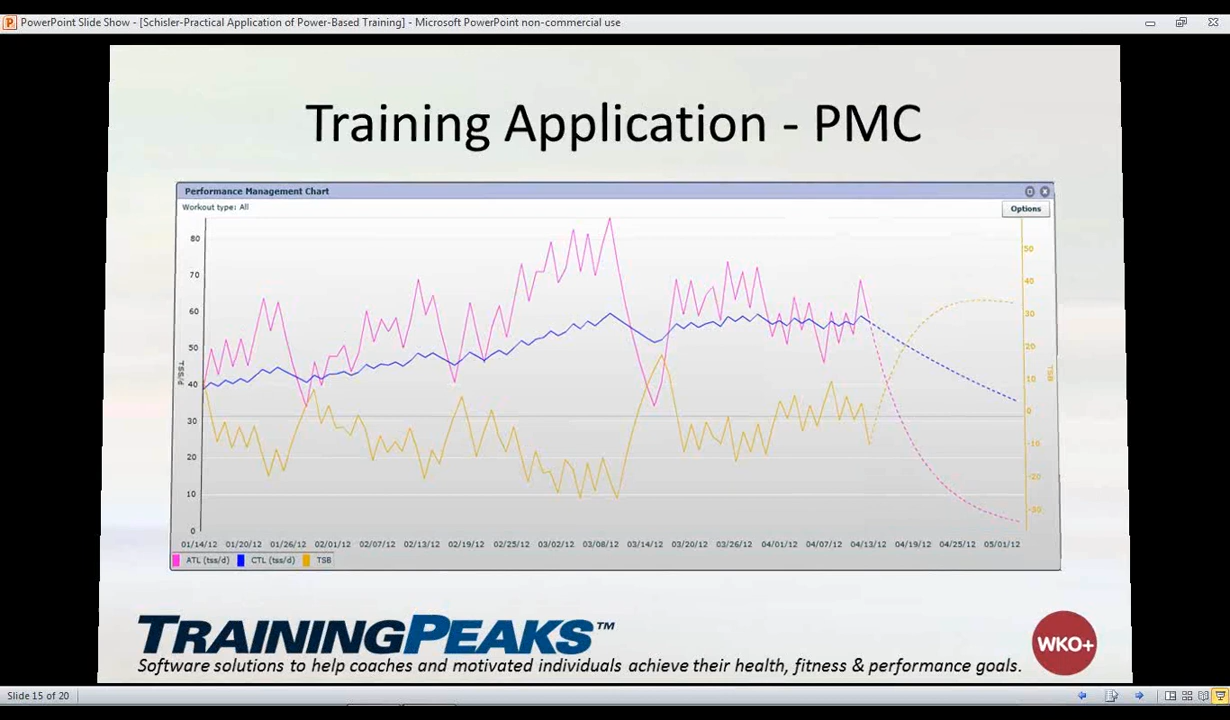 PowerPoint Slide Show - [Schisler-Practical Application of Power-Based Training] - Microsoft PowerPoint non-commercial use
Training Application - PMC
Performance Management Chart
Workout type: All
Options
80
70
60
50
40
30
20
10
0
TSS/d
50
40
30
20
10
0
-10
-20
-30
TSB
01/14/12 01/20/12 01/26/12 02/01/12 02/07/12 02/13/12 02/19/12 02/25/12 03/02/12 03/08/12 03/14/12 03/20/12 03/26/12 04/01/12 04/07/12 04/13/12 04/19/12 04/25/12 05/01/12
ATL (tss/d) CTL (tss/d) TSB
TRAININGPEAKS™
WKO+
Software solutions to help coaches and motivated individuals achieve their health, fitness & performance goals.
Slide 15 of 20